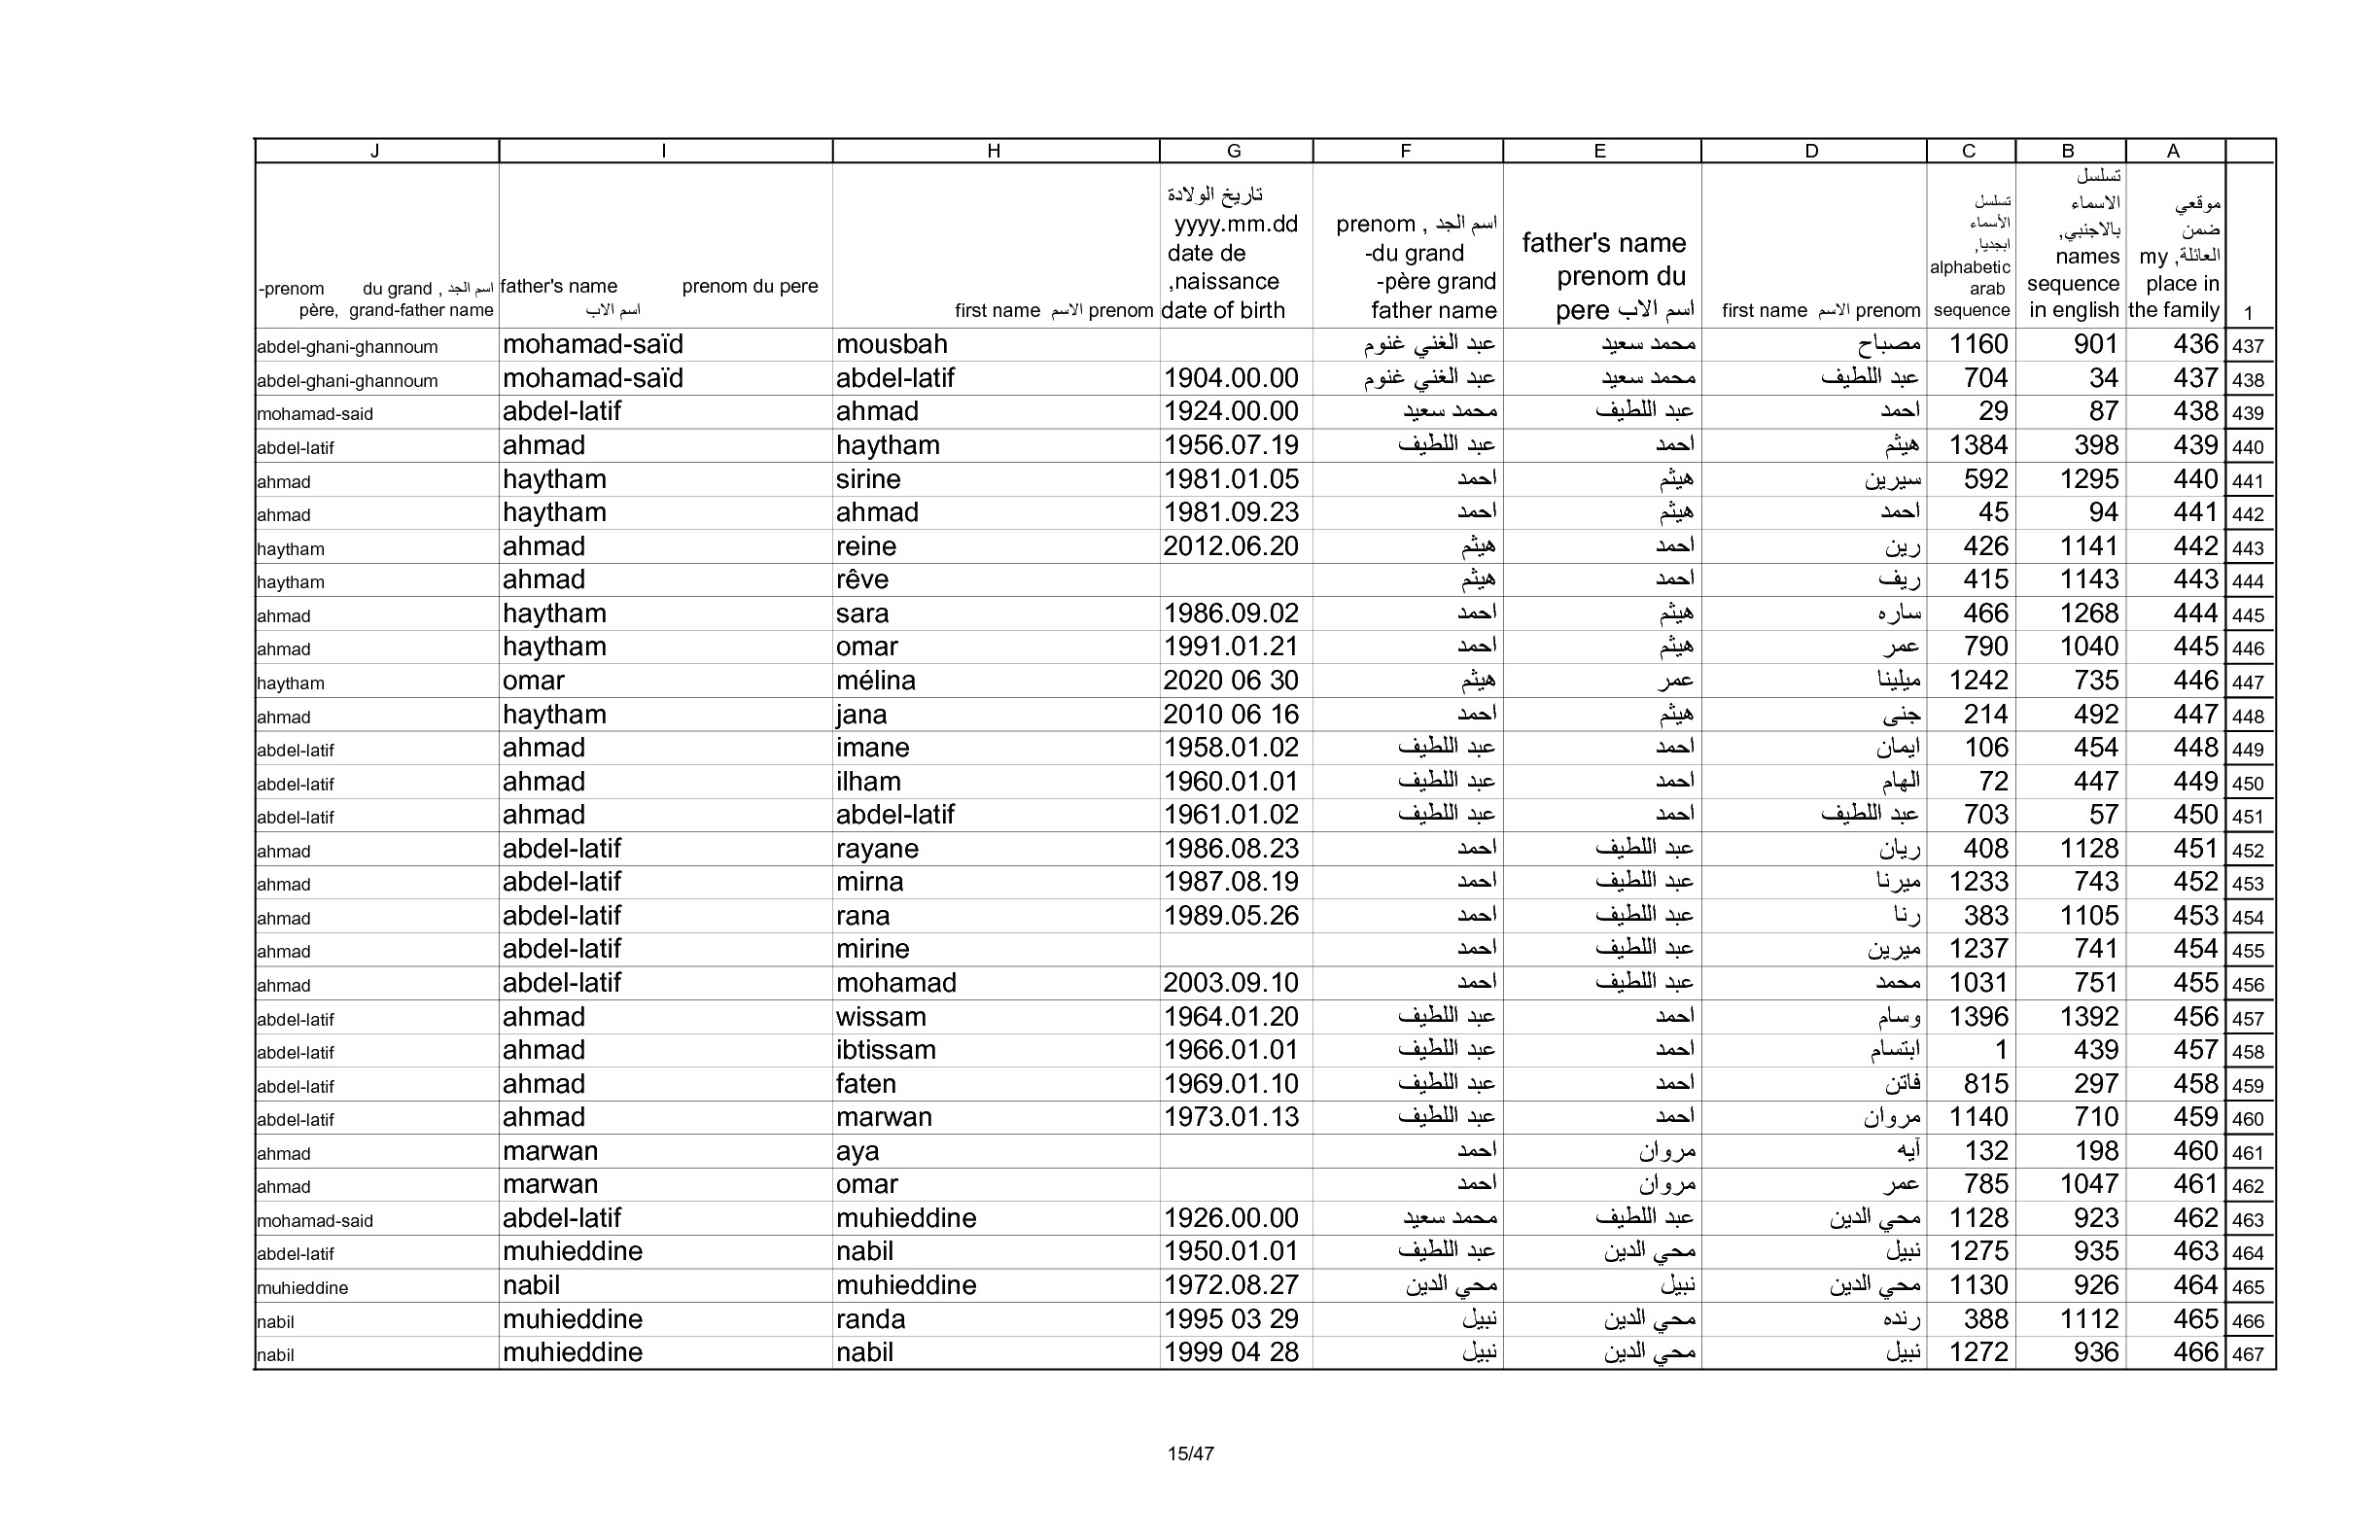 J I H G F E D C B A
-prenom du grand , اسم الجد père, grand-father name father's name prenom du pere اسم الاب first name الاسم prenom تاريخ الولادة yyyy.mm.dd date de ,naissance date of birth prenom , اسم الجد -du grand -père grand father name father's name prenom du pere اسم الاب first name الاسم prenom تسلسل الأسماء ابجديا, alphabetic arab sequence تسلسل الاسماء بالاجنبي, names sequence in english موقعي ضمن العائلة, my place in the family 1
abdel-ghani-ghannoum mohamad-saïd mousbah عبد الغني غنوم محمد سعيد مصباح 1160 901 436 437
abdel-ghani-ghannoum mohamad-saïd abdel-latif 1904.00.00 عبد الغني غنوم محمد سعيد عبد اللطيف 704 34 437 438
mohamad-said abdel-latif ahmad 1924.00.00 محمد سعيد عبد اللطيف احمد 29 87 438 439
abdel-latif ahmad haytham 1956.07.19 عبد اللطيف احمد هيثم 1384 398 439 440
ahmad haytham sirine 1981.01.05 احمد هيثم سيرين 592 1295 440 441
ahmad haytham ahmad 1981.09.23 احمد هيثم احمد 45 94 441 442
haytham ahmad reine 2012.06.20 هيثم احمد رين 426 1141 442 443
haytham ahmad rêve هيثم احمد ريف 415 1143 443 444
ahmad haytham sara 1986.09.02 احمد هيثم ساره 466 1268 444 445
ahmad haytham omar 1991.01.21 احمد هيثم عمر 790 1040 445 446
haytham omar mélina 2020 06 30 هيثم عمر ميلينا 1242 735 446 447
ahmad haytham jana 2010 06 16 احمد هيثم جنى 214 492 447 448
abdel-latif ahmad imane 1958.01.02 عبد اللطيف احمد ايمان 106 454 448 449
abdel-latif ahmad ilham 1960.01.01 عبد اللطيف احمد الهام 72 447 449 450
abdel-latif ahmad abdel-latif 1961.01.02 عبد اللطيف احمد عبد اللطيف 703 57 450 451
ahmad abdel-latif rayane 1986.08.23 احمد عبد اللطيف ريان 408 1128 451 452
ahmad abdel-latif mirna 1987.08.19 احمد عبد اللطيف ميرنا 1233 743 452 453
ahmad abdel-latif rana 1989.05.26 احمد عبد اللطيف رنا 383 1105 453 454
ahmad abdel-latif mirine احمد عبد اللطيف ميرين 1237 741 454 455
ahmad abdel-latif mohamad 2003.09.10 احمد عبد اللطيف محمد 1031 751 455 456
abdel-latif ahmad wissam 1964.01.20 عبد اللطيف احمد وسام 1396 1392 456 457
abdel-latif ahmad ibtissam 1966.01.01 عبد اللطيف احمد ابتسام 1 439 457 458
abdel-latif ahmad faten 1969.01.10 عبد اللطيف احمد فاتن 815 297 458 459
abdel-latif ahmad marwan 1973.01.13 عبد اللطيف احمد مروان 1140 710 459 460
ahmad marwan aya احمد مروان آيه 132 198 460 461
ahmad marwan omar احمد مروان عمر 785 1047 461 462
mohamad-said abdel-latif muhieddine 1926.00.00 محمد سعيد عبد اللطيف محي الدين 1128 923 462 463
abdel-latif muhieddine nabil 1950.01.01 عبد اللطيف محي الدين نبيل 1275 935 463 464
muhieddine nabil muhieddine 1972.08.27 محي الدين نبيل محي الدين 1130 926 464 465
nabil muhieddine randa 1995 03 29 نبيل محي الدين رنده 388 1112 465 466
nabil muhieddine nabil 1999 04 28 نبيل محي الدين نبيل 1272 936 466 467
15/47